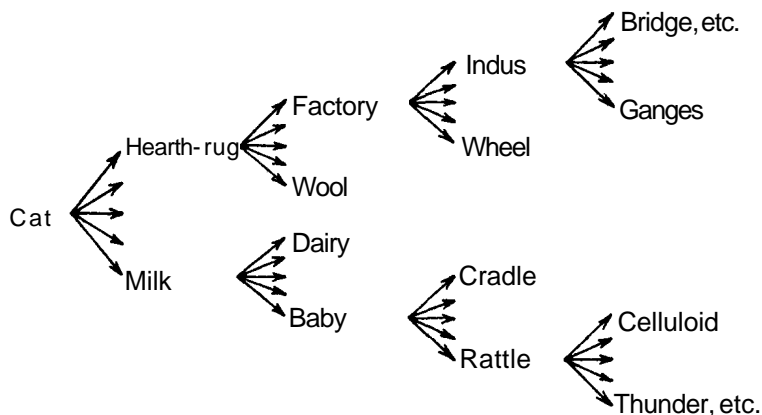 Bridge, etc.
Indus
Factory
Ganges
Hearth-rug
Wheel
Wool
Cat
Dairy
Milk
Cradle
Baby
Celluloid
Rattle
Thunder, etc.